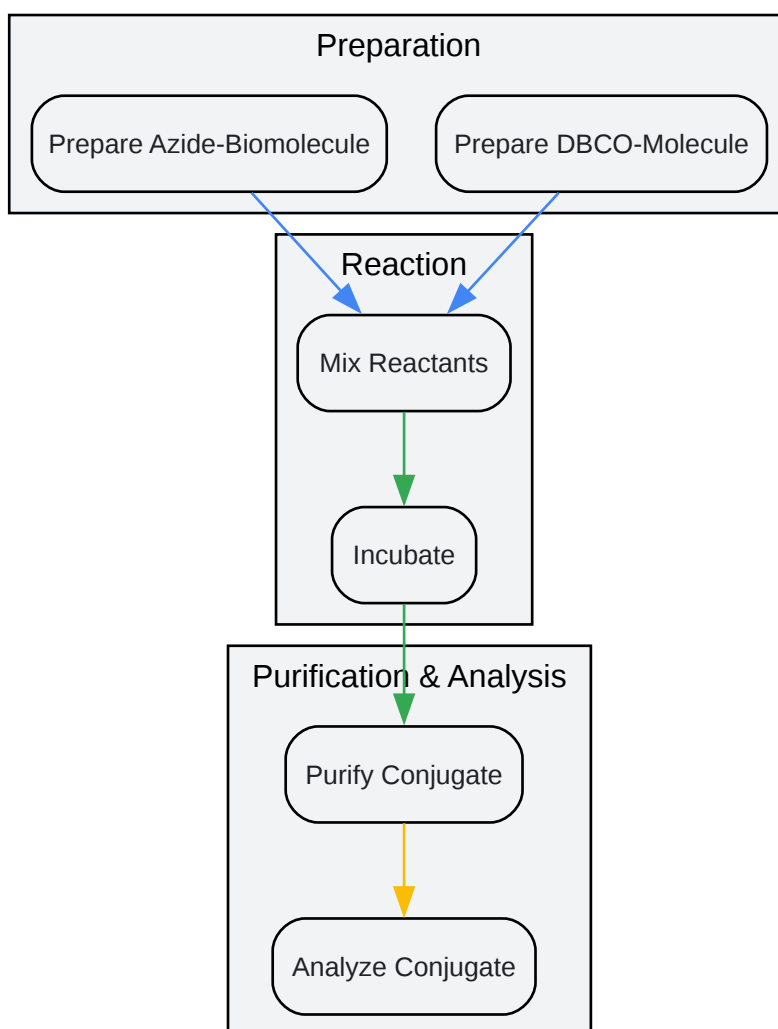 Preparation
Prepare Azide-Biomolecule
Prepare DBCO-Molecule
Reaction
Mix Reactants
Incubate
Purification & Analysis
Purify Conjugate
Analyze Conjugate